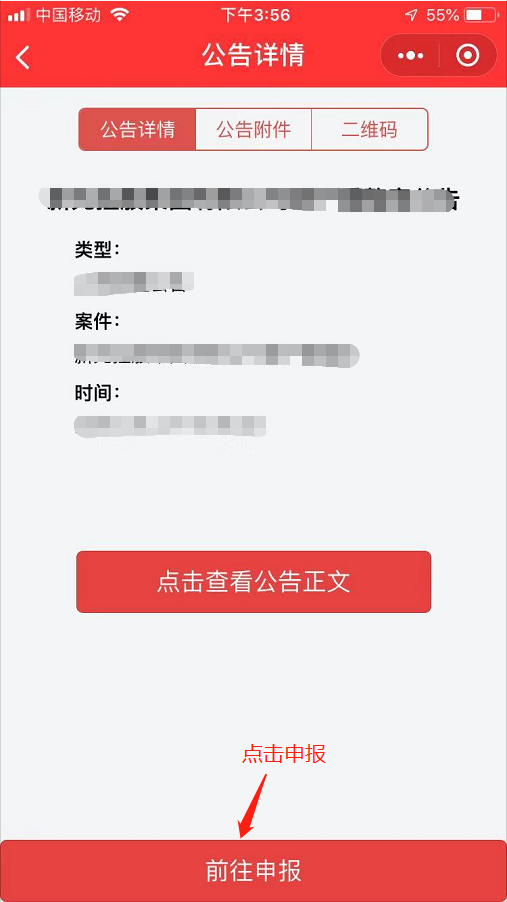 中国移动 下午3:56 55%
公告详情
公告详情 公告附件 二维码
类型：
案件：
时间：
点击查看公告正文
点击申报
前往申报